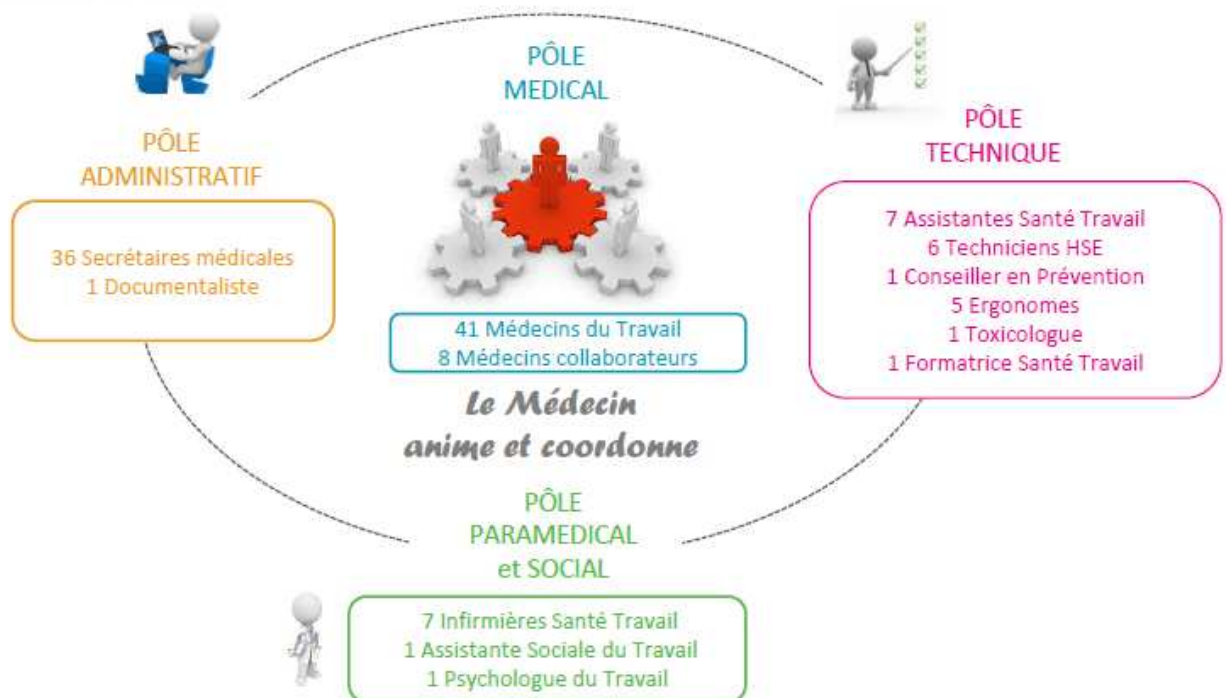 PÔLE
MEDICAL
PÔLE
ADMINISTRATIF
PÔLE
TECHNIQUE
36 Secrétaires médicales
1 Documentaliste
41 Médecins du Travail
8 Médecins collaborateurs
7 Assistantes Santé Travail
6 Techniciens HSE
1 Conseiller en Prévention
5 Ergonomes
1 Toxicologue
1 Formatrice Santé Travail
Le Médecin
anime et coordonne
PÔLE
PARAMEDICAL
et SOCIAL
7 Infirmières Santé Travail
1 Assistante Sociale du Travail
1 Psychologue du Travail